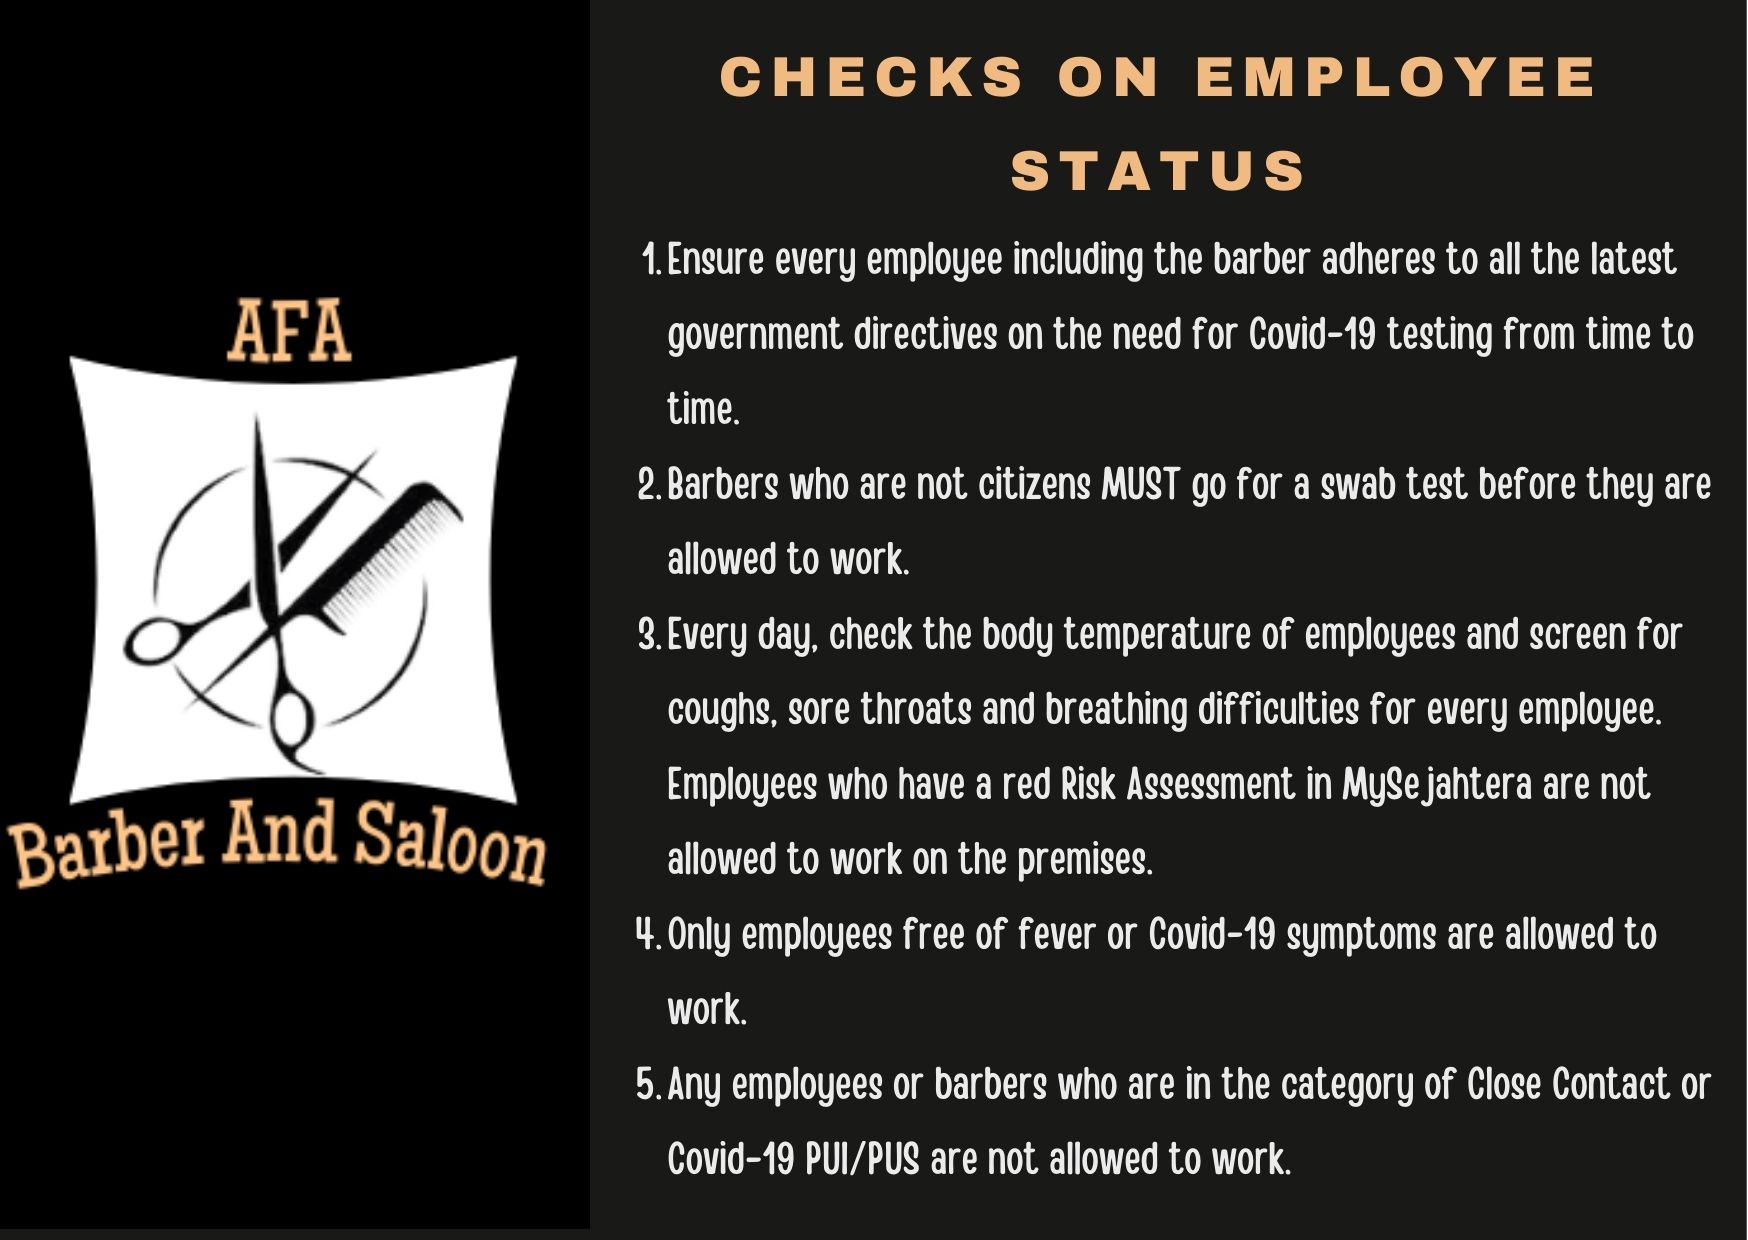 AFA
Barber And Saloon
CHECKS ON EMPLOYEE
STATUS
1. Ensure every employee including the barber adheres to all the latest
government directives on the need for Covid-19 testing from time to
time.
2. Barbers who are not citizens MUST go for a swab test before they are
allowed to work.
3. Every day, check the body temperature of employees and screen for
coughs, sore throats and breathing difficulties for every employee.
Employees who have a red Risk Assessment in MySejahtera are not
allowed to work on the premises.
4. Only employees free of fever or Covid-19 symptoms are allowed to
work.
5. Any employees or barbers who are in the category of Close Contact or
Covid-19 PUI/PUS are not allowed to work.